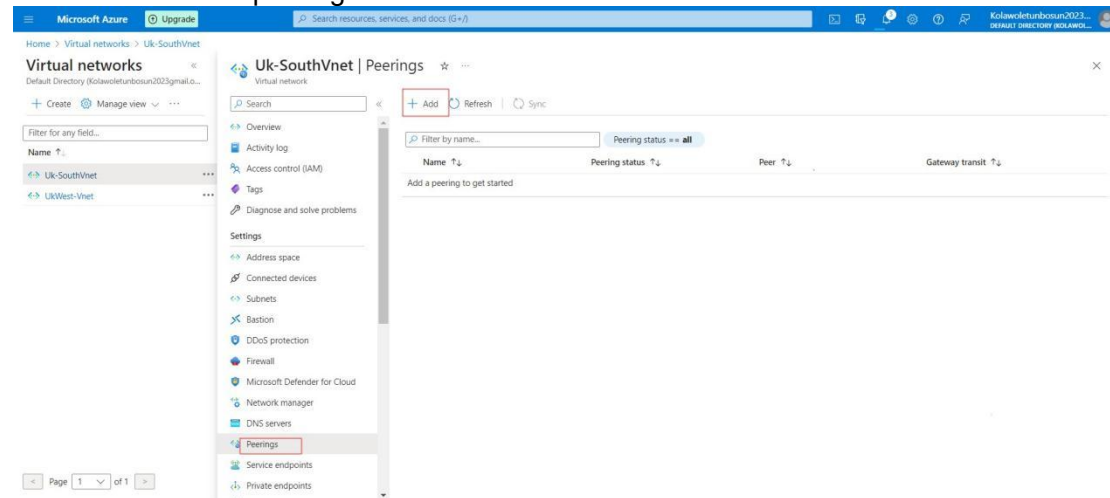 Microsoft Azure
Upgrade
Search resources, services, and docs (G+/)
Kolawoletunbosun2023...
DEFAULT DIRECTORY (KOLAWOL...
Home > Virtual networks > Uk-SouthVnet
Virtual networks
Default Directory (Kolawoletunbosun2023gmail.o...
+ Create Manage view ...
Filter for any field...
Name ↑↓
Uk-SouthVnet ...
UkWest-Vnet ...
< Page 1 of 1 >
Uk-SouthVnet | Peerings ☆ ...
Virtual network
Search
Overview
Activity log
Access control (IAM)
Tags
Diagnose and solve problems
Settings
Address space
Connected devices
Subnets
Bastion
DDoS protection
Firewall
Microsoft Defender for Cloud
Network manager
DNS servers
Peerings
Service endpoints
Private endpoints
+ Add Refresh | Sync
Filter by name...
Peering status == all
Name ↑↓ Peering status ↑↓ Peer ↑↓ Gateway transit ↑↓
Add a peering to get started